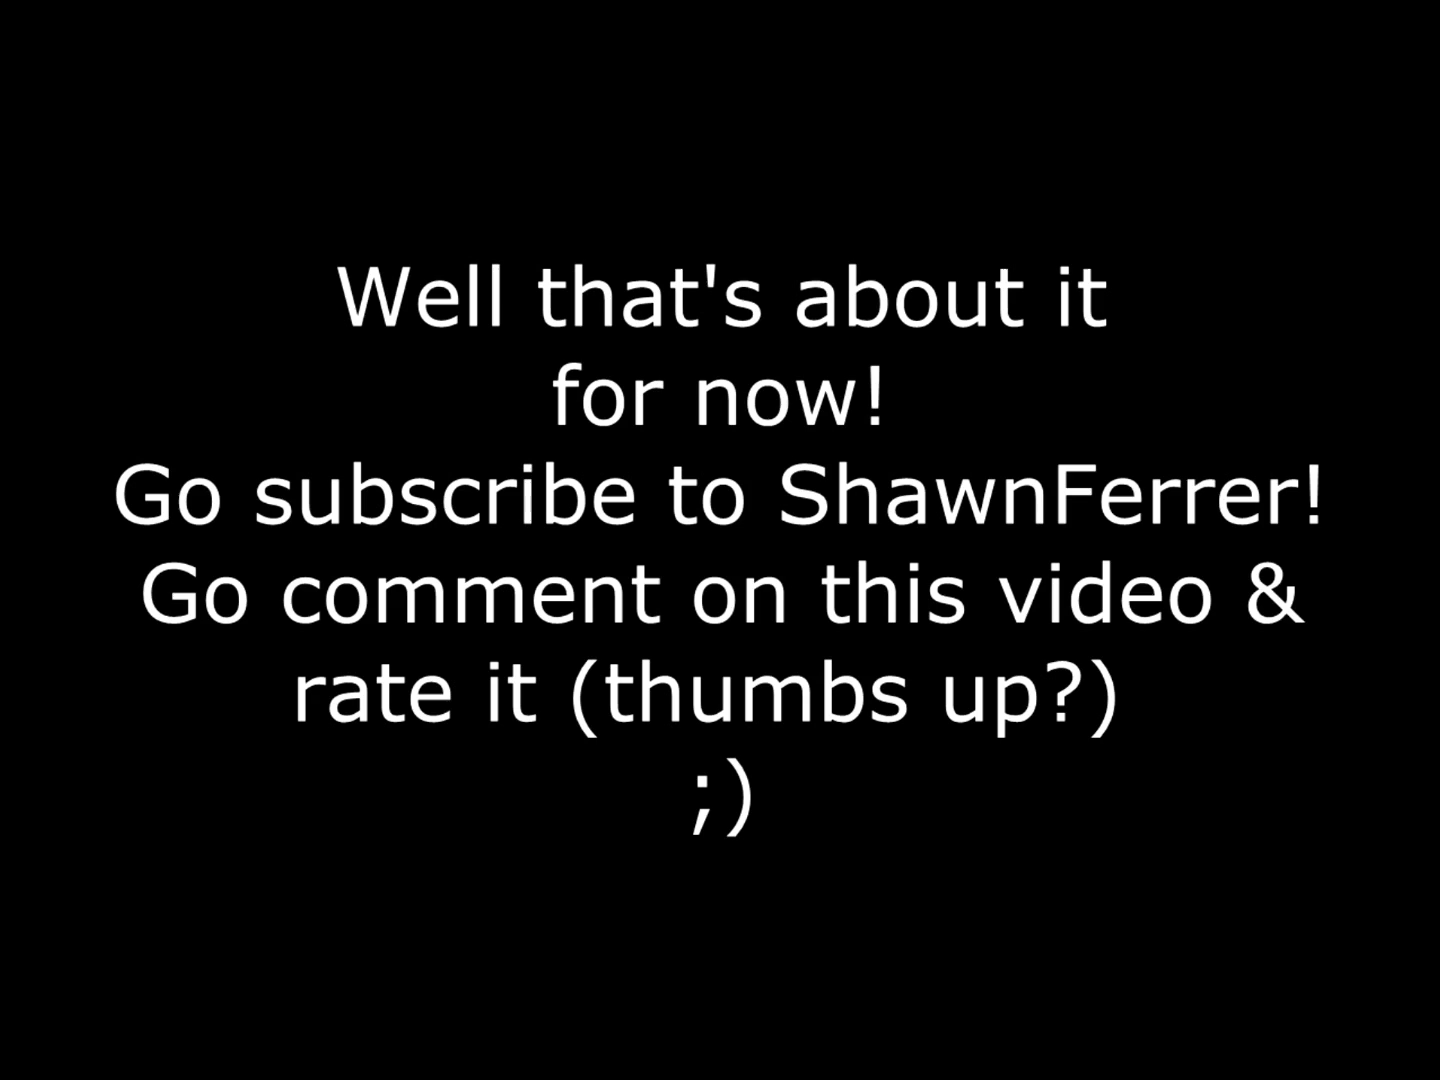 Well that's about it
for now!
Go subscribe to ShawnFerrer!
Go comment on this video &
rate it (thumbs up?)
;)